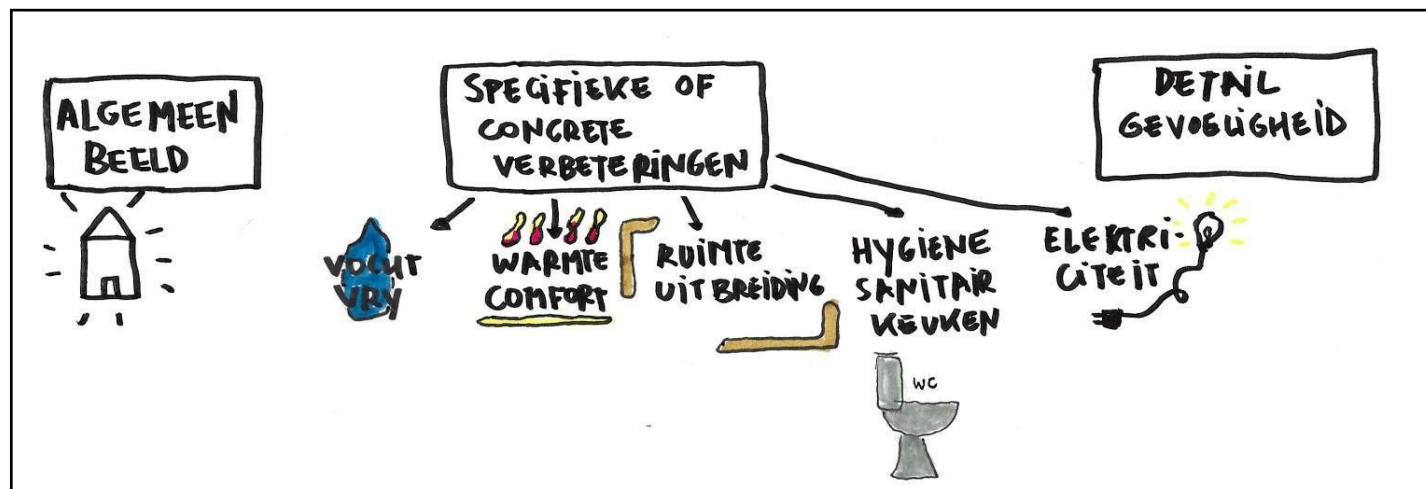 ALGEMEEN
BEELD
SPECIFIEKE OF
CONCRETE
VERBETERINGEN
DETAIL
GEVOELIGHEID
VOCHT
VRY
WARMTE
COMFORT
RUIMTE
UITBREIDING
HYGIENE
SANITAIR
KEUKEN
ELEKTRI-
CITEIT
WC